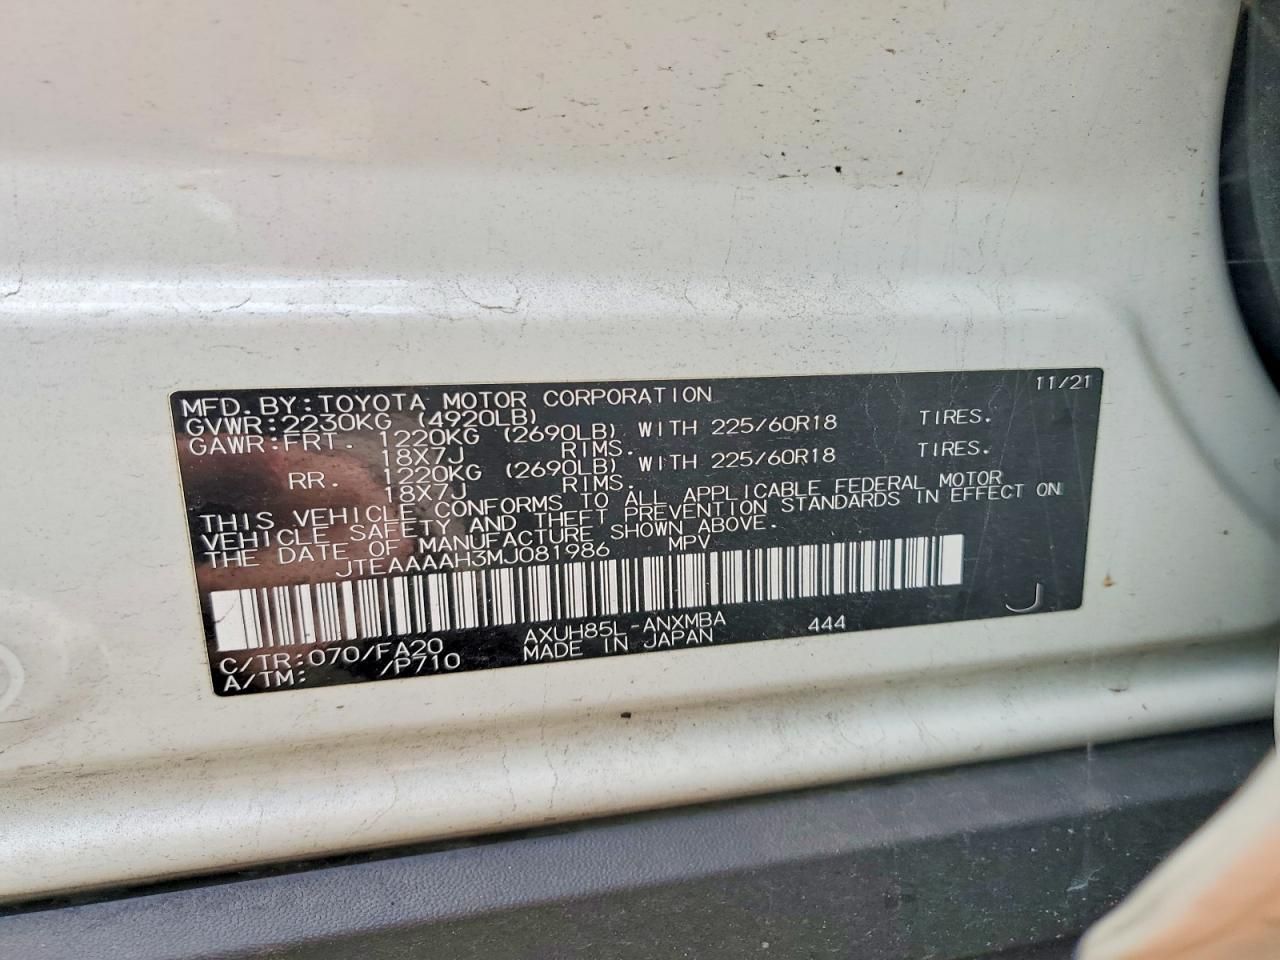 MFD. BY: TOYOTA MOTOR CORPORATION 11/21
GVWR: 2230KG (4920LB)
GAWR: FRT. 1220KG (2690LB) WITH 225/60R18 TIRES.
18X7J RIMS.
RR. 1220KG (2690LB) WITH 225/60R18 TIRES.
18X7J RIMS.
THIS VEHICLE CONFORMS TO ALL APPLICABLE FEDERAL MOTOR
VEHICLE SAFETY AND THEFT PREVENTION STANDARDS IN EFFECT ON
THE DATE OF MANUFACTURE SHOWN ABOVE.
JTEAAAAH3MJ081986 MPV
C/TR: 070/FA20 AXUH85L-ANXMBA 444 J
A/TM: /P710 MADE IN JAPAN